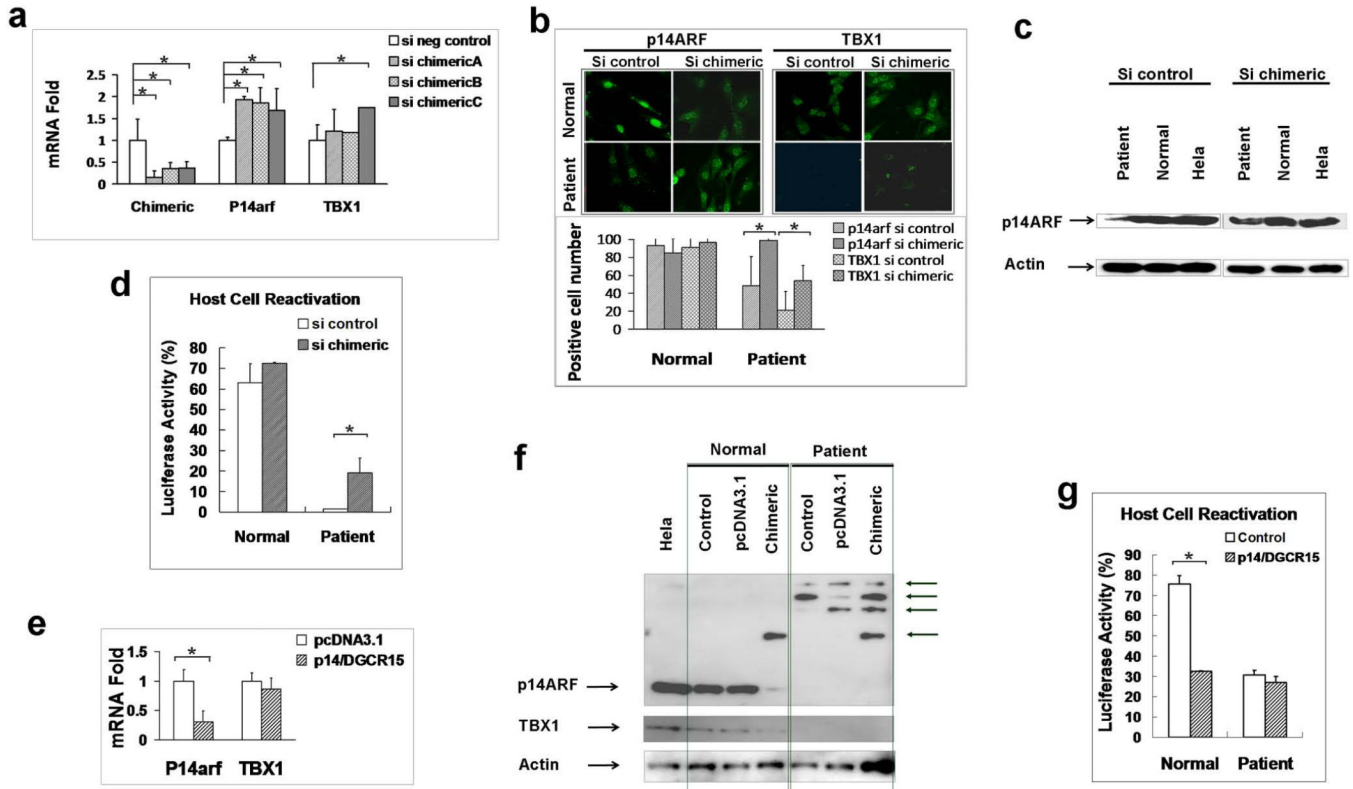 a
si neg control
si chimericA
si chimericB
si chimericC
mRNA Fold
2.5
2
1.5
1
0.5
0
* * *
* * *
*
Chimeric P14arf TBX1
b
p14ARF TBX1
Si control Si chimeric Si control Si chimeric
Normal
Patient
Positive cell number
100
80
60
40
20
0
* *
p14arf si control
p14arf si chimeric
TBX1 si control
TBX1 si chimeric
Normal Patient
c
Si control Si chimeric
Patient Normal Hela Patient Normal Hela
p14ARF
Actin
d
Host Cell Reactivation
si control
si chimeric
Luciferase Activity (%)
80
70
60
50
40
30
20
10
0
*
Normal Patient
e
pcDNA3.1
p14/DGCR15
mRNA Fold
1.5
1
0.5
0
*
P14arf TBX1
f
Normal Patient
Hela Control pcDNA3.1 Chimeric Control pcDNA3.1 Chimeric
p14ARF
TBX1
Actin
g
Host Cell Reactivation
Control
p14/DGCR15
Luciferase Activity (%)
90
80
70
60
50
40
30
20
10
0
*
Normal Patient